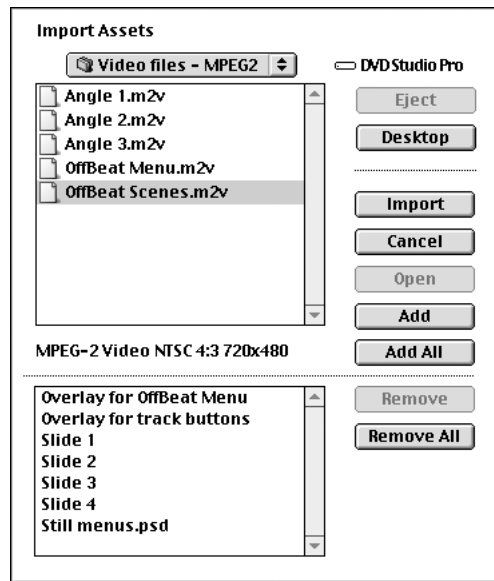 Import Assets
Video files - MPEG2
DVD Studio Pro
Angle 1.m2v
Angle 2.m2v
Angle 3.m2v
OffBeat Menu.m2v
OffBeat Scenes.m2v
Eject
Desktop
Import
Cancel
Open
Add
Add All
MPEG-2 Video NTSC 4:3 720x480
Overlay for OffBeat Menu
Overlay for track buttons
Slide 1
Slide 2
Slide 3
Slide 4
Still menus.psd
Remove
Remove All